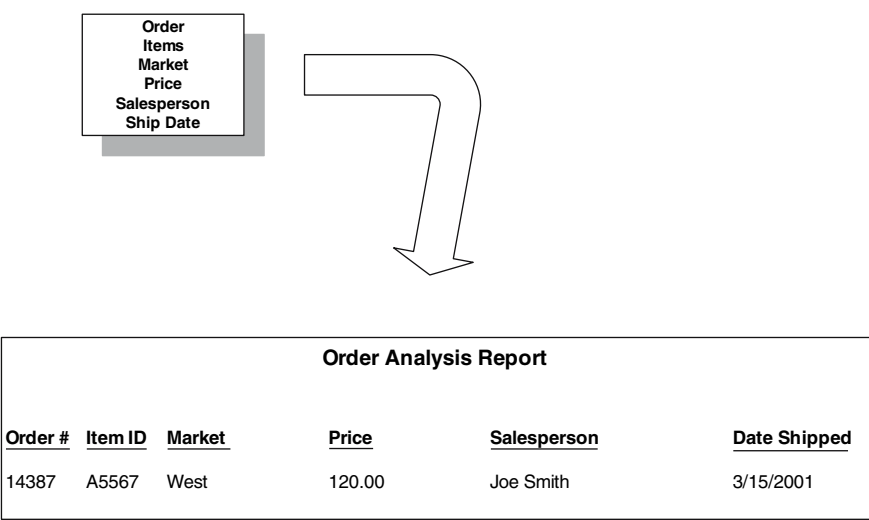 Order
Items
Market
Price
Salesperson
Ship Date
Order Analysis Report
Order # Item ID Market Price Salesperson Date Shipped
14387 A5567 West 120.00 Joe Smith 3/15/2001